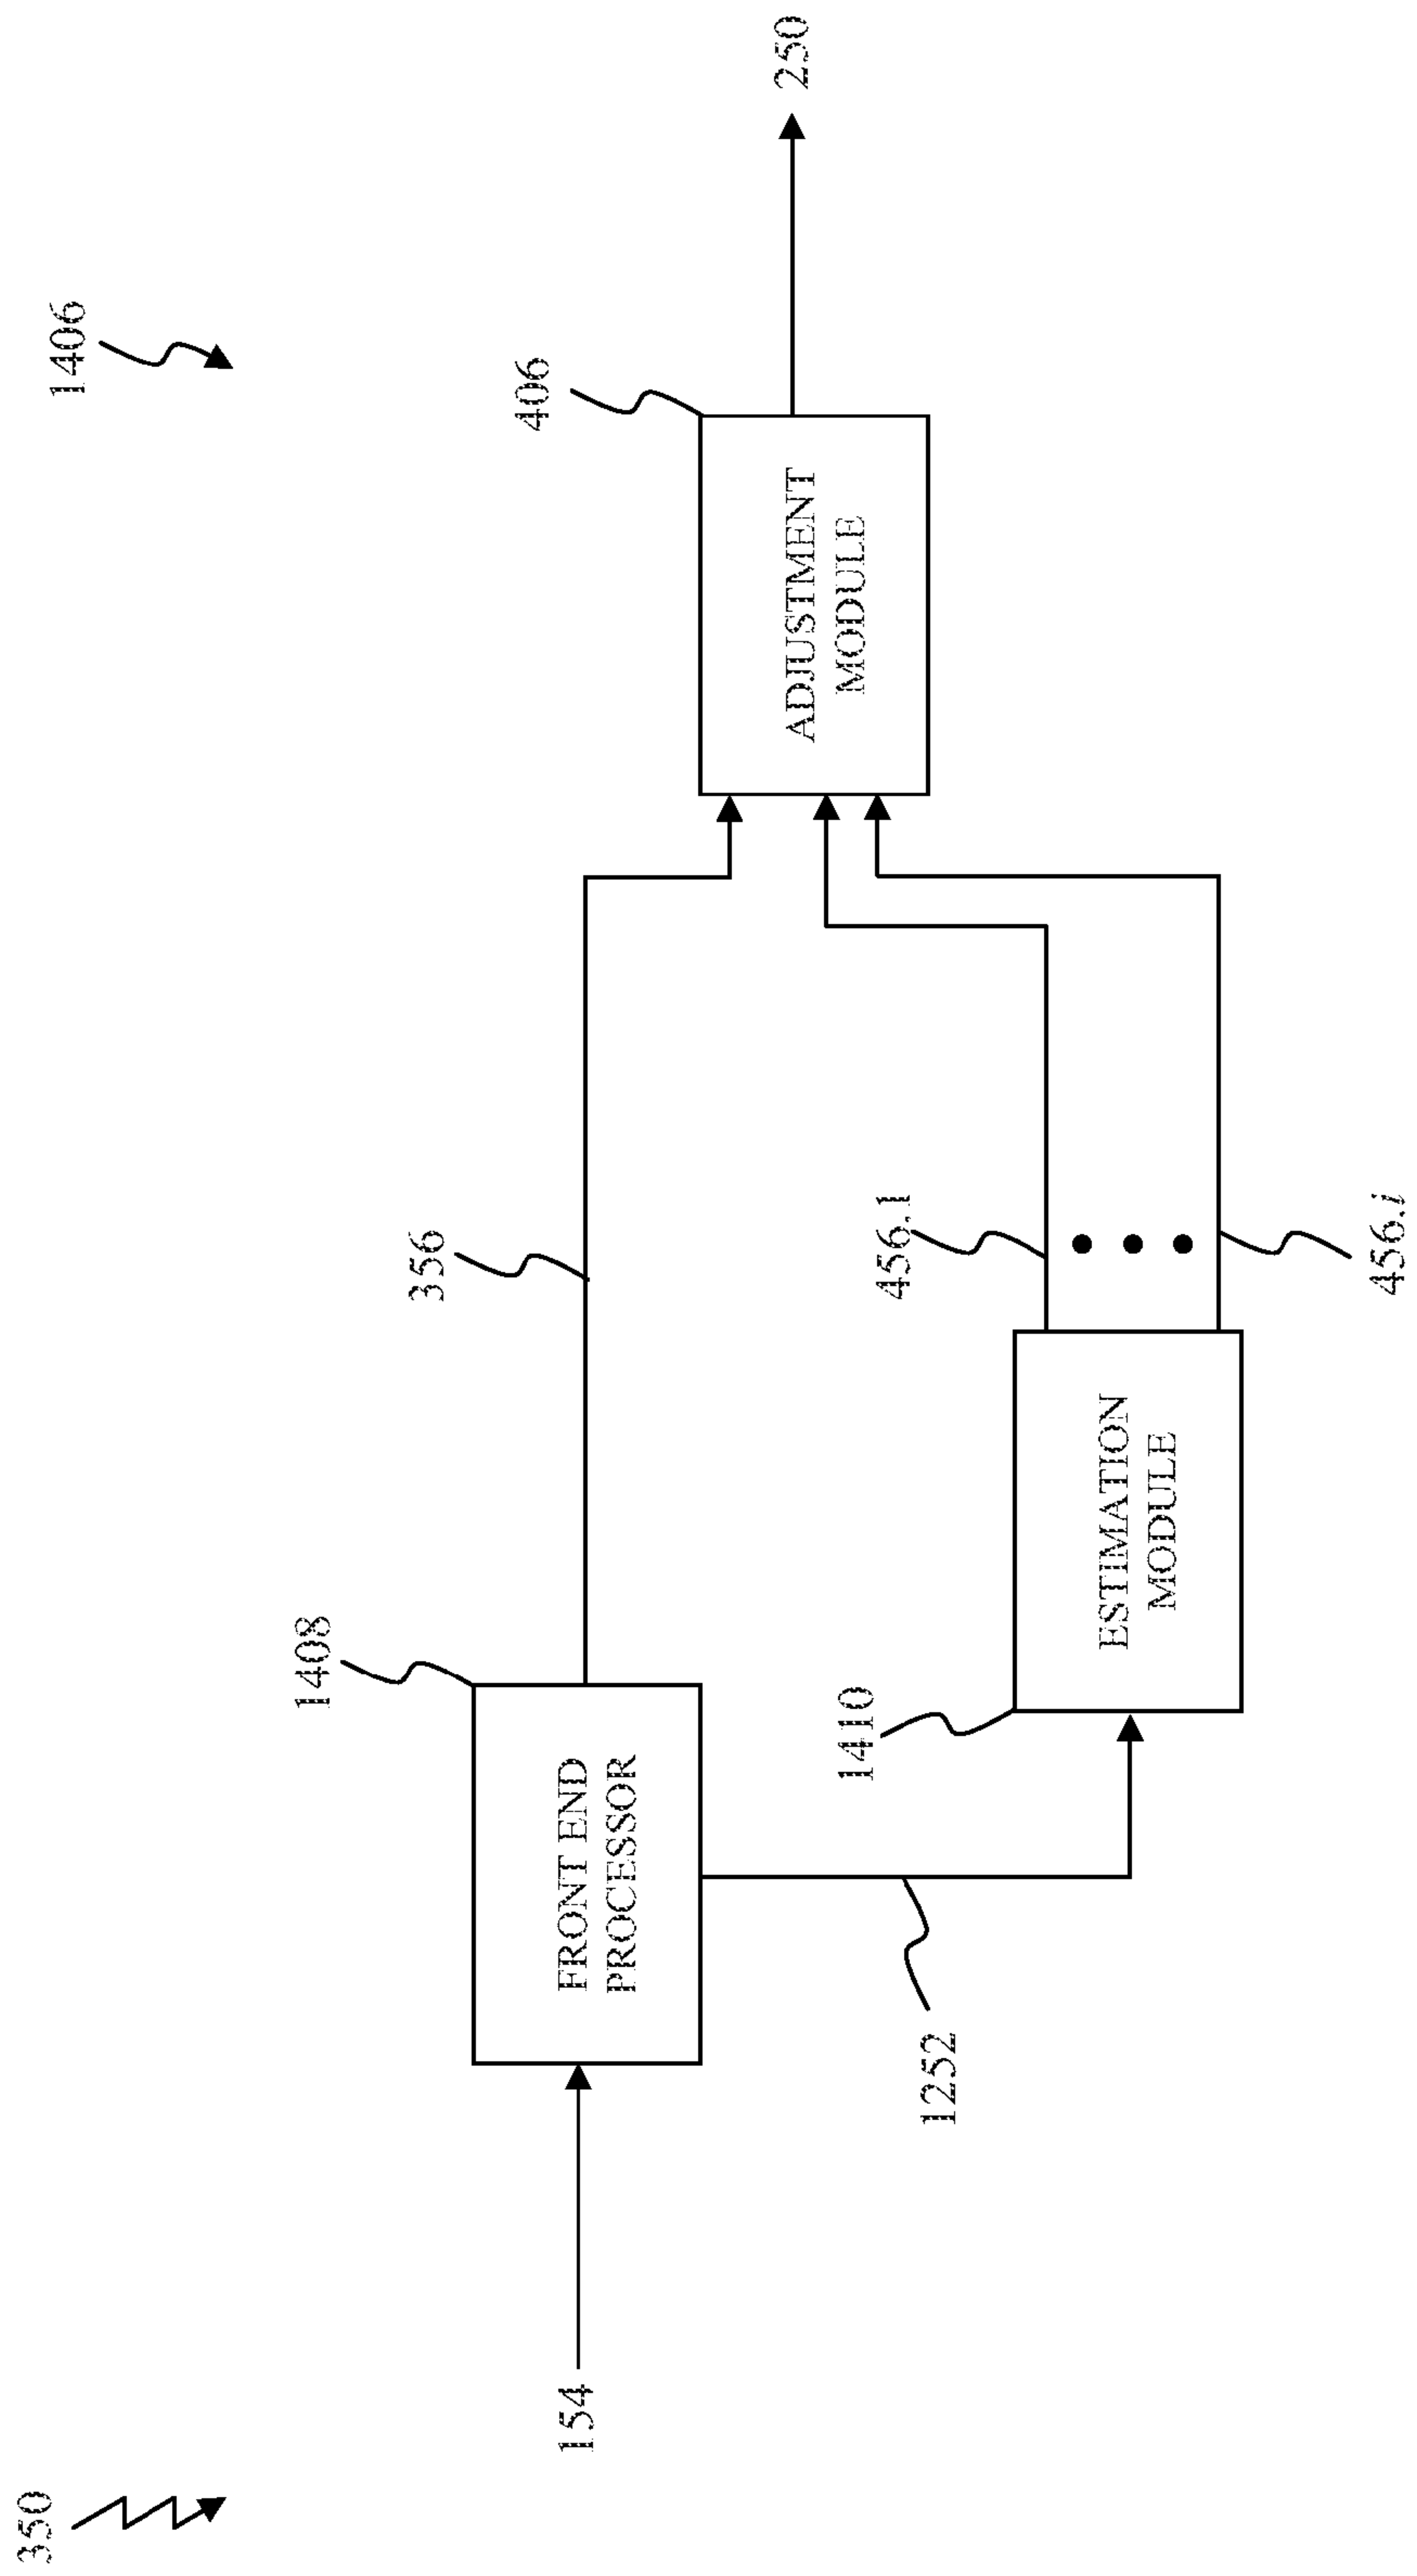 1406
350
154
FRONT END
PROCESSOR
1408
356
1252
1410
ESTIMATION
MODULE
456.1
456.i
406
ADJUSTMENT
MODULE
250